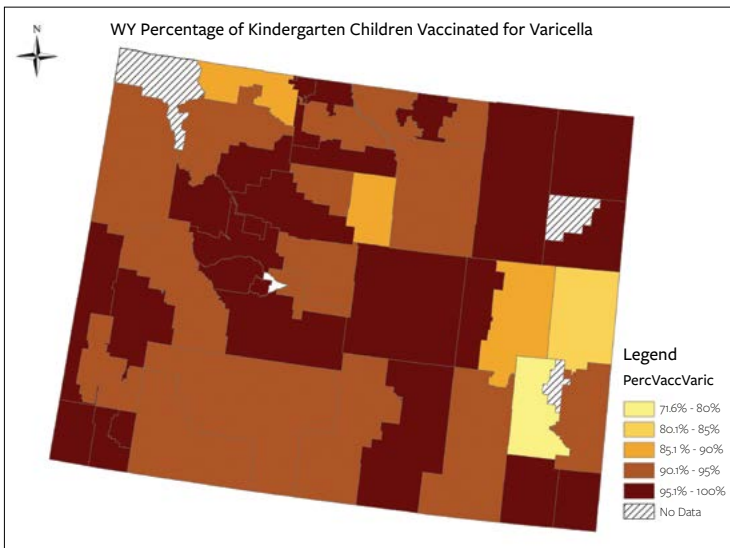 WY Percentage of Kindergarten Children Vaccinated for Varicella
N
Legend
PercVaccVaric
71.6% - 80%
80.1% - 85%
85.1 % - 90%
90.1% - 95%
95.1% - 100%
No Data